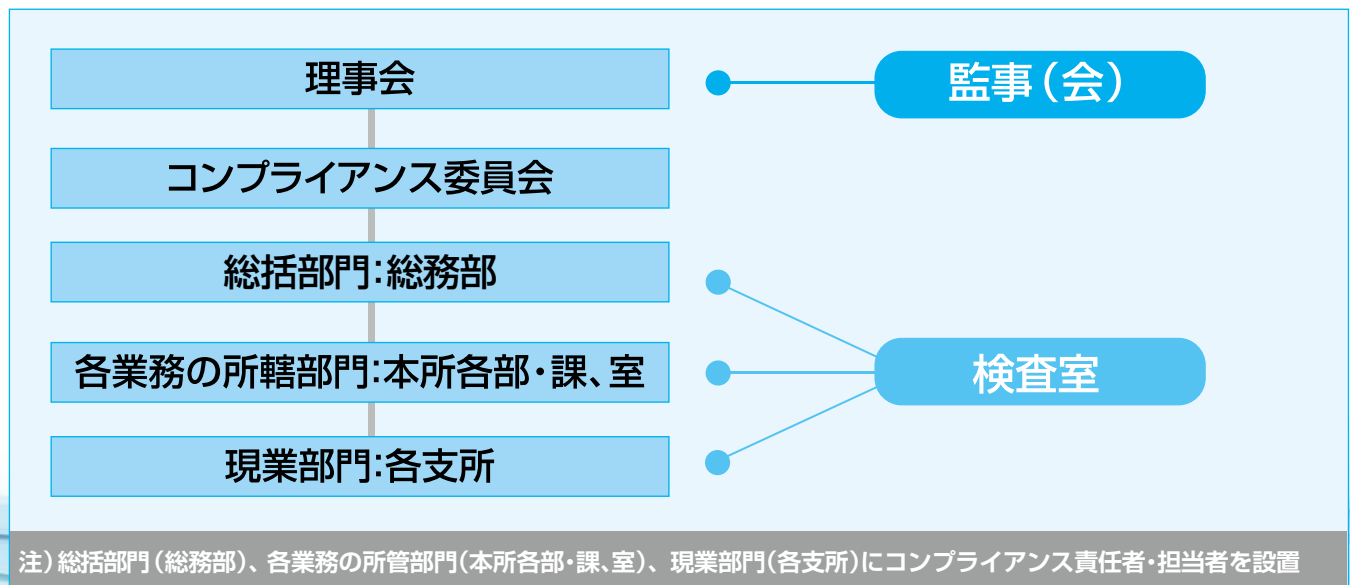 理事会
監事（会）
コンプライアンス委員会
総括部門：総務部
各業務の所轄部門：本所各部・課、室
検査室
現業部門：各支所
注）総括部門（総務部）、各業務の所管部門（本所各部・課、室）、現業部門（各支所）にコンプライアンス責任者・担当者を設置